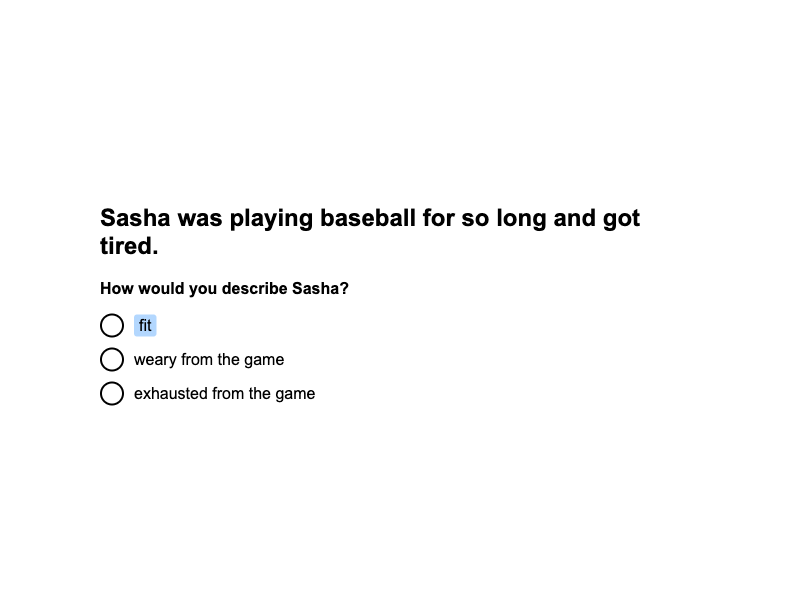 Sasha was playing baseball for so long and got
tired.
How would you describe Sasha?
fit
weary from the game
exhausted from the game